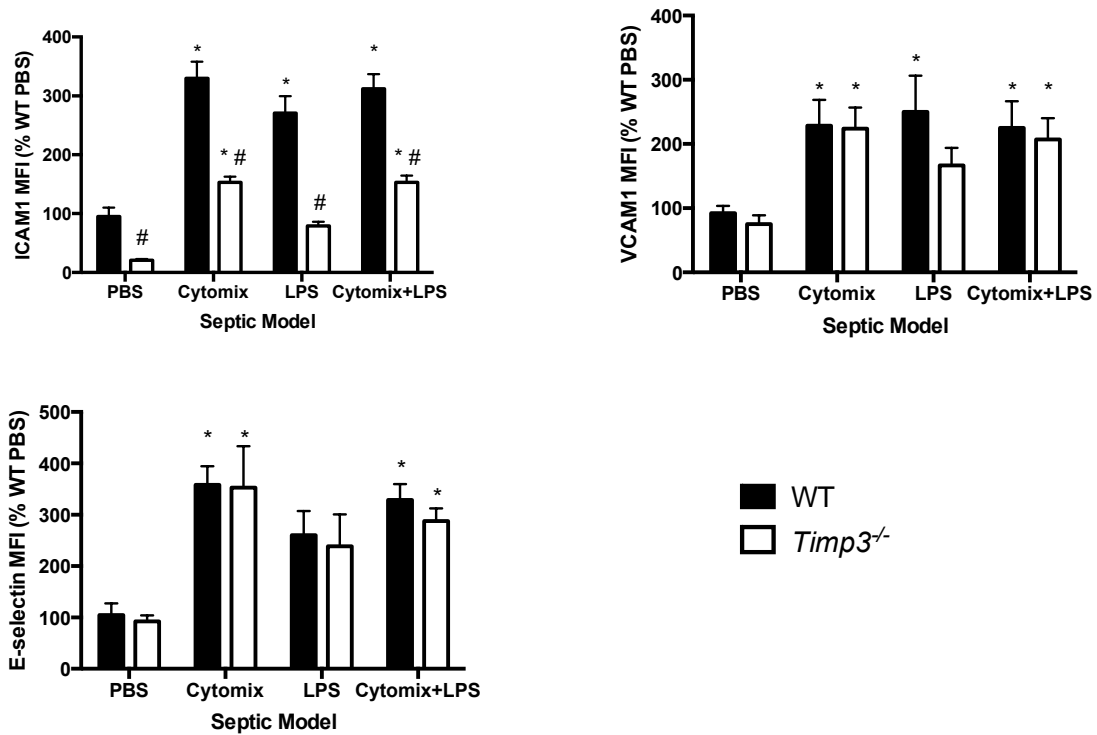 ICAM1 MFI (% WT PBS)
400
300
200
100
0
* * *
* # # * #
#
PBS Cytomix LPS Cytomix+LPS
Septic Model
VCAM1 MFI (% WT PBS)
400
300
200
100
0
* * * * *
PBS Cytomix LPS Cytomix+LPS
Septic Model
E-selectin MFI (% WT PBS)
500
400
300
200
100
0
* * * *
PBS Cytomix LPS Cytomix+LPS
Septic Model
WT
Timp3-/-